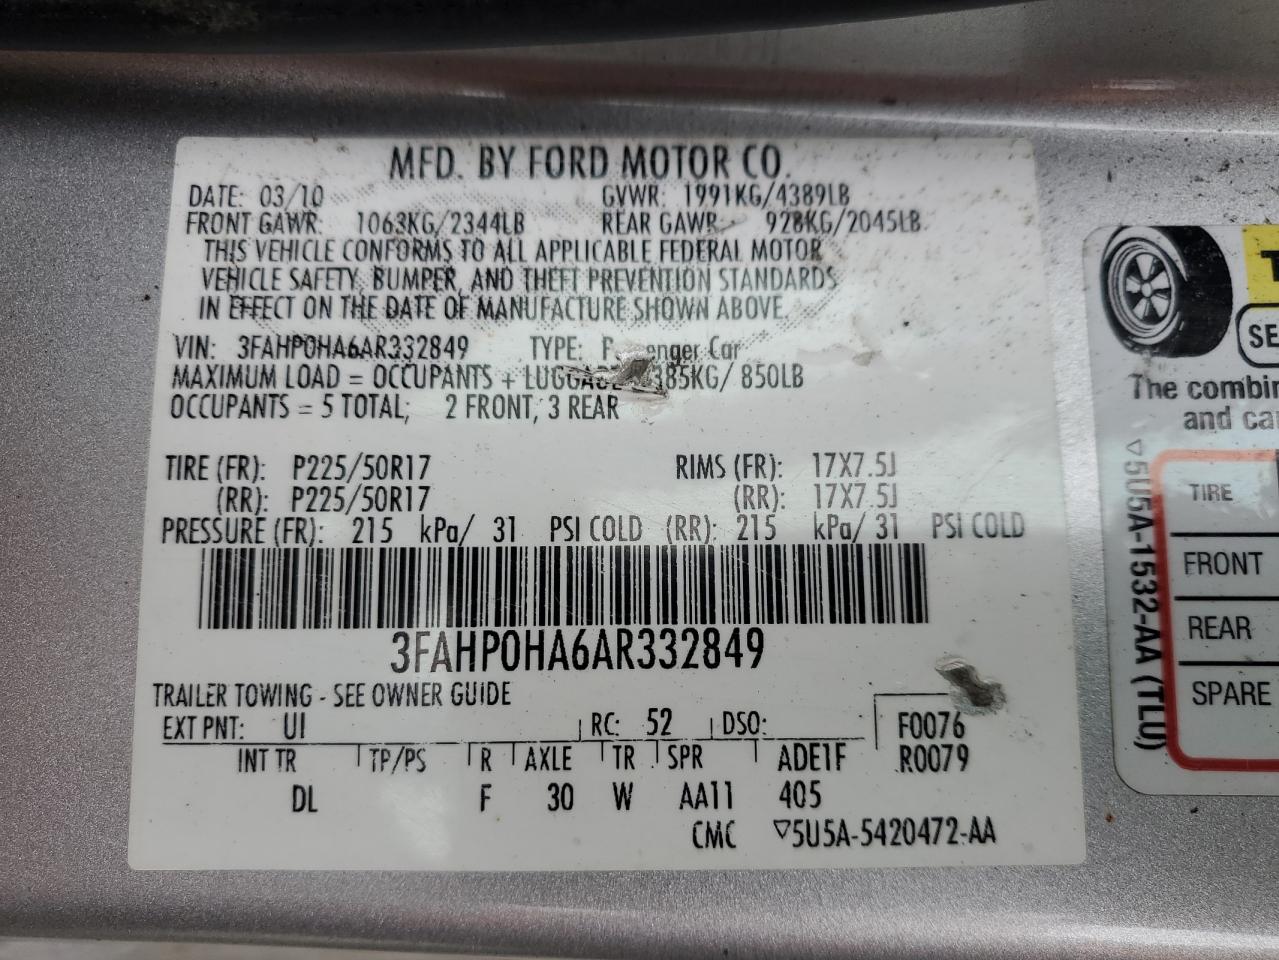 MFD. BY FORD MOTOR CO.
DATE: 03/10 GVWR: 1991KG/4389LB
FRONT GAWR: 1063KG/2344LB REAR GAWR: 928KG/2045LB
THIS VEHICLE CONFORMS TO ALL APPLICABLE FEDERAL MOTOR
VEHICLE SAFETY, BUMPER, AND THEFT PREVENTION STANDARDS
IN EFFECT ON THE DATE OF MANUFACTURE SHOWN ABOVE.
VIN: 3FAHP0HA6AR332849 TYPE: Passenger Car
MAXIMUM LOAD = OCCUPANTS + LUGGAGE 385KG/ 850LB
OCCUPANTS = 5 TOTAL; 2 FRONT, 3 REAR
TIRE (FR): P225/50R17 RIMS (FR): 17X7.5J
(RR): P225/50R17 (RR): 17X7.5J
PRESSURE (FR): 215 kPa/ 31 PSI COLD (RR): 215 kPa/ 31 PSI COLD
3FAHP0HA6AR332849
TRAILER TOWING - SEE OWNER GUIDE
EXT PNT: UI RC: 52 DSO: F0076
INT TR TP/PS R AXLE TR SPR ADE1F R0079
DL F 30 W AA11 405
CMC ▽5U5A-5420472-AA
The
and
TIRE
FRONT
REAR
SPARE
▽5U5A-1532-AA (TLU)